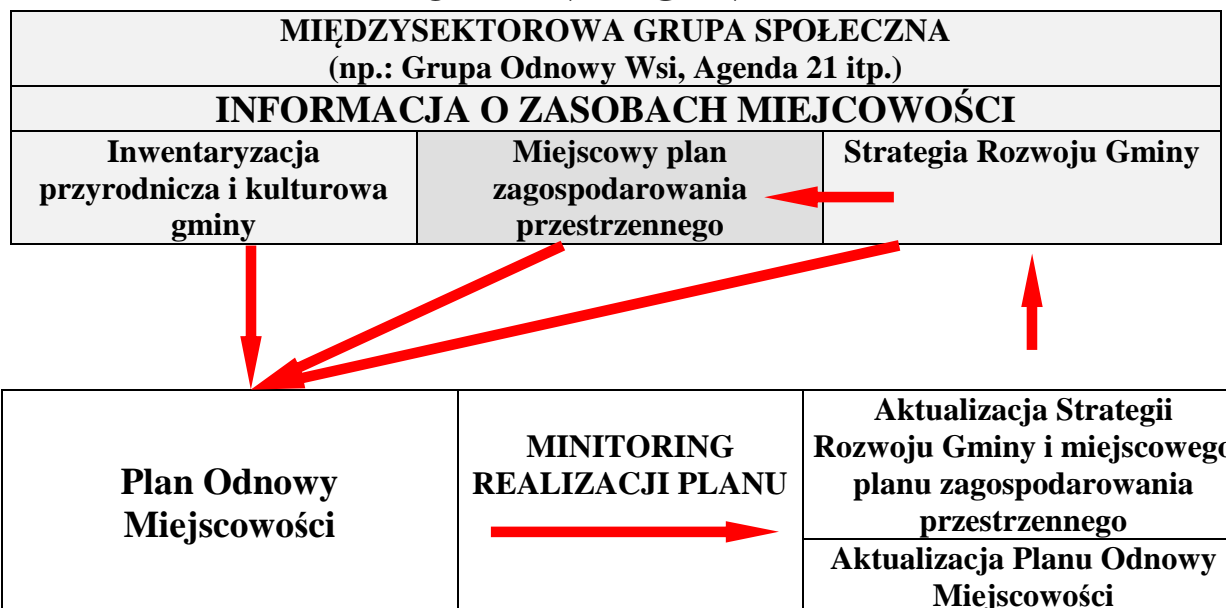 MIĘDZYSEKTOROWA GRUPA SPOŁECZNA
(np.: Grupa Odnowy Wsi, Agenda 21 itp.)
INFORMACJA O ZASOBACH MIEJCOWOŚCI
Inwentaryzacja
przyrodnicza i kulturowa
gminy
Miejscowy plan
zagospodarowania
przestrzennego
Strategia Rozwoju Gminy
Plan Odnowy
Miejscowości
MINITORING
REALIZACJI PLANU
Aktualizacja Strategii
Rozwoju Gminy i miejscowego
planu zagospodarowania
przestrzennego
Aktualizacja Planu Odnowy
Miejscowości